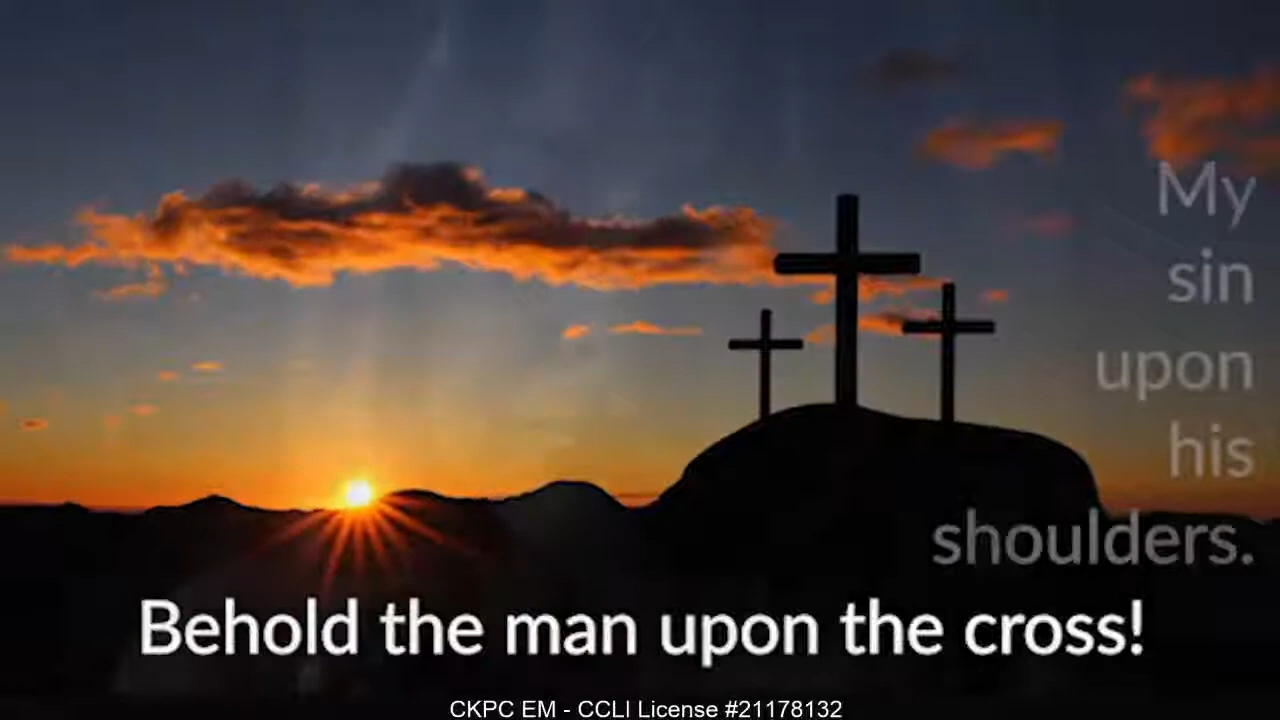 My
sin
upon
his
shoulders.
Behold the man upon the cross!
CKPC EM - CCLI License #21178132